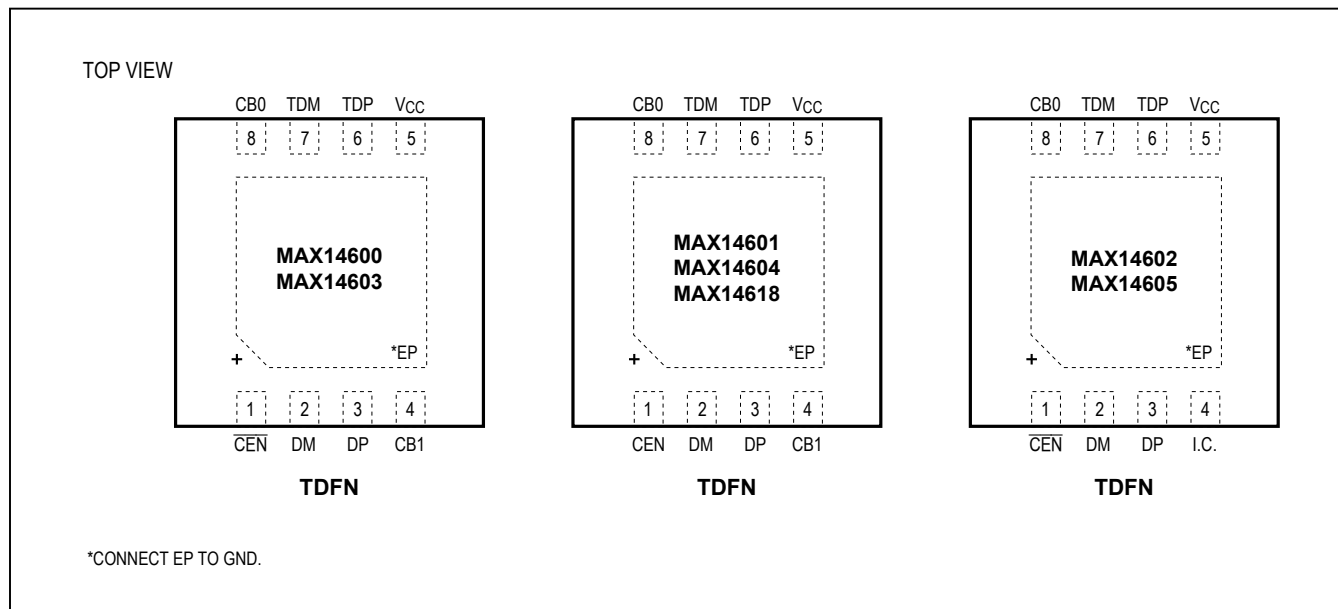 TOP VIEW
CB0 TDM TDP VCC
8 7 6 5
MAX14600
MAX14603
*EP
+
1 2 3 4
C̅E̅N̅ DM DP CB1
TDFN
CB0 TDM TDP VCC
8 7 6 5
MAX14601
MAX14604
MAX14618
*EP
+
1 2 3 4
CEN DM DP CB1
TDFN
CB0 TDM TDP VCC
8 7 6 5
MAX14602
MAX14605
*EP
+
1 2 3 4
C̅E̅N̅ DM DP I.C.
TDFN
*CONNECT EP TO GND.